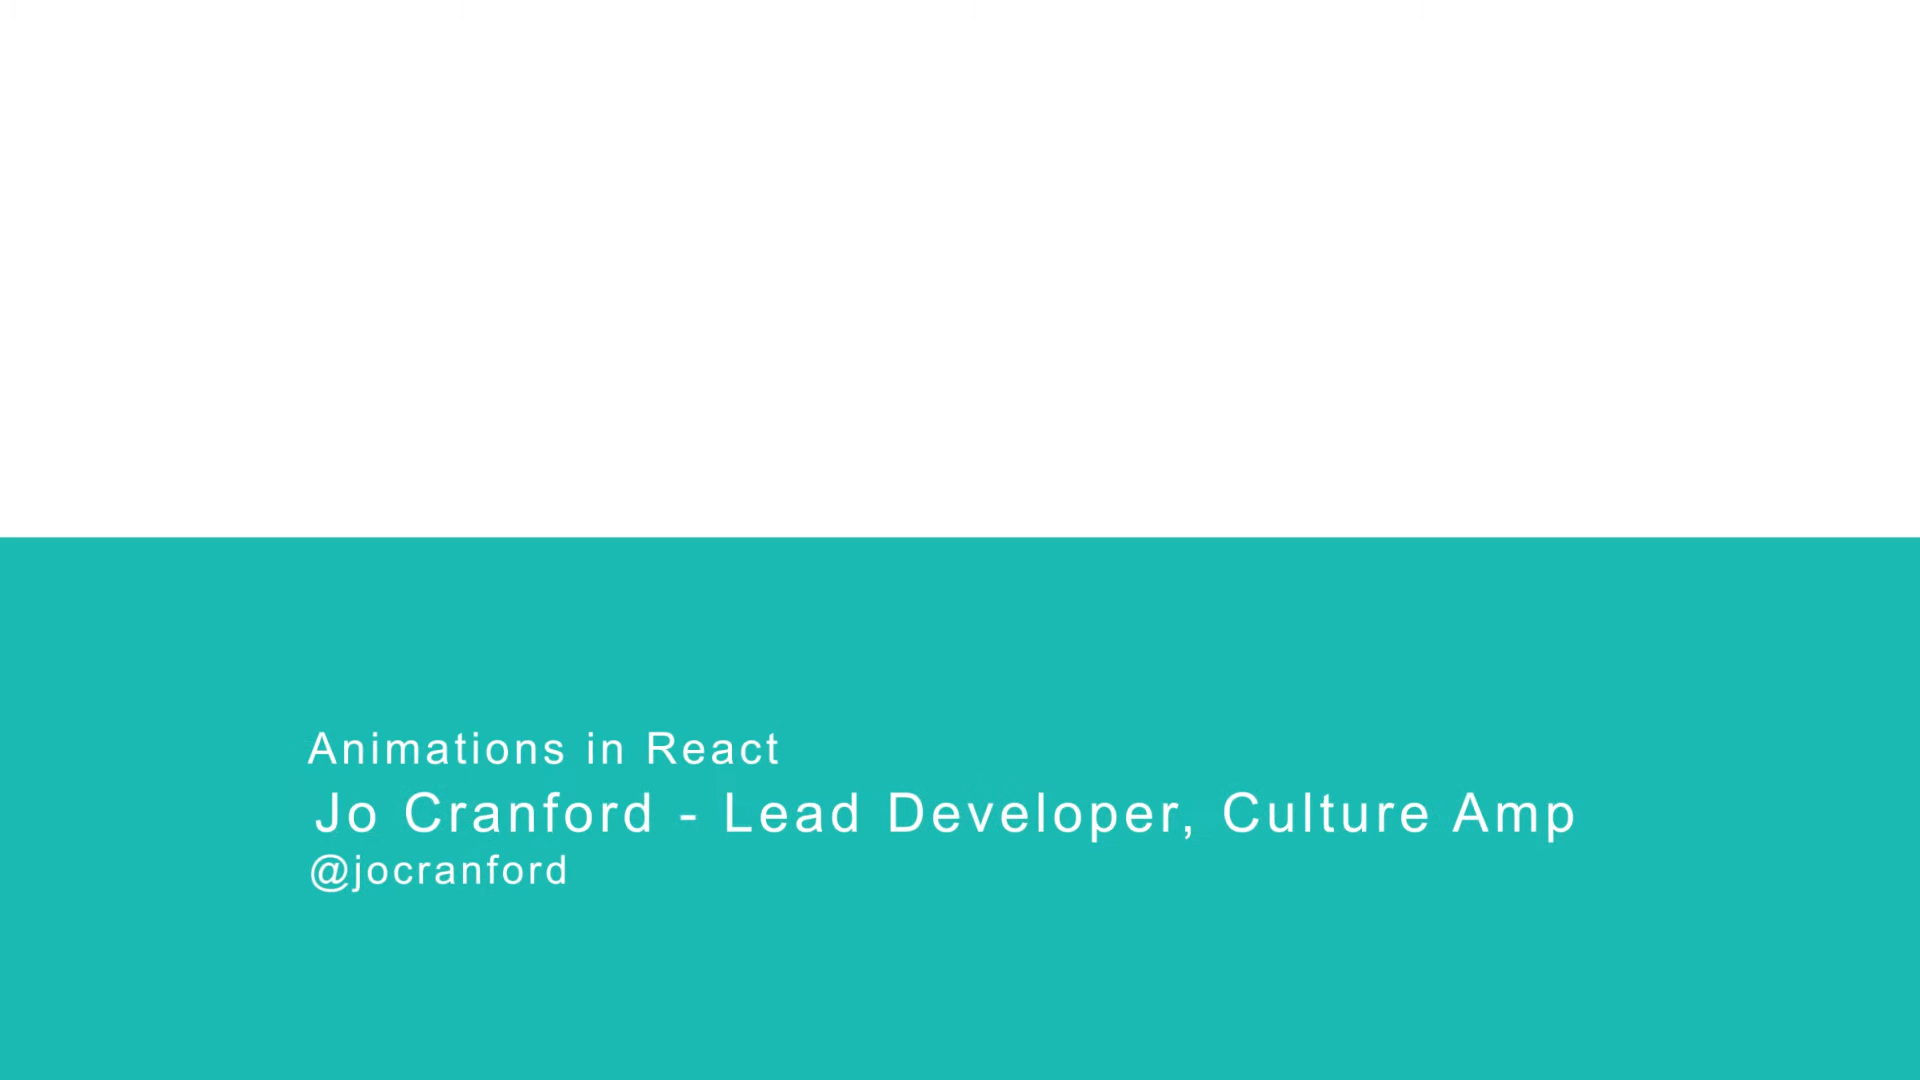 Animations in React
Jo Cranford - Lead Developer, Culture Amp
@jocranford